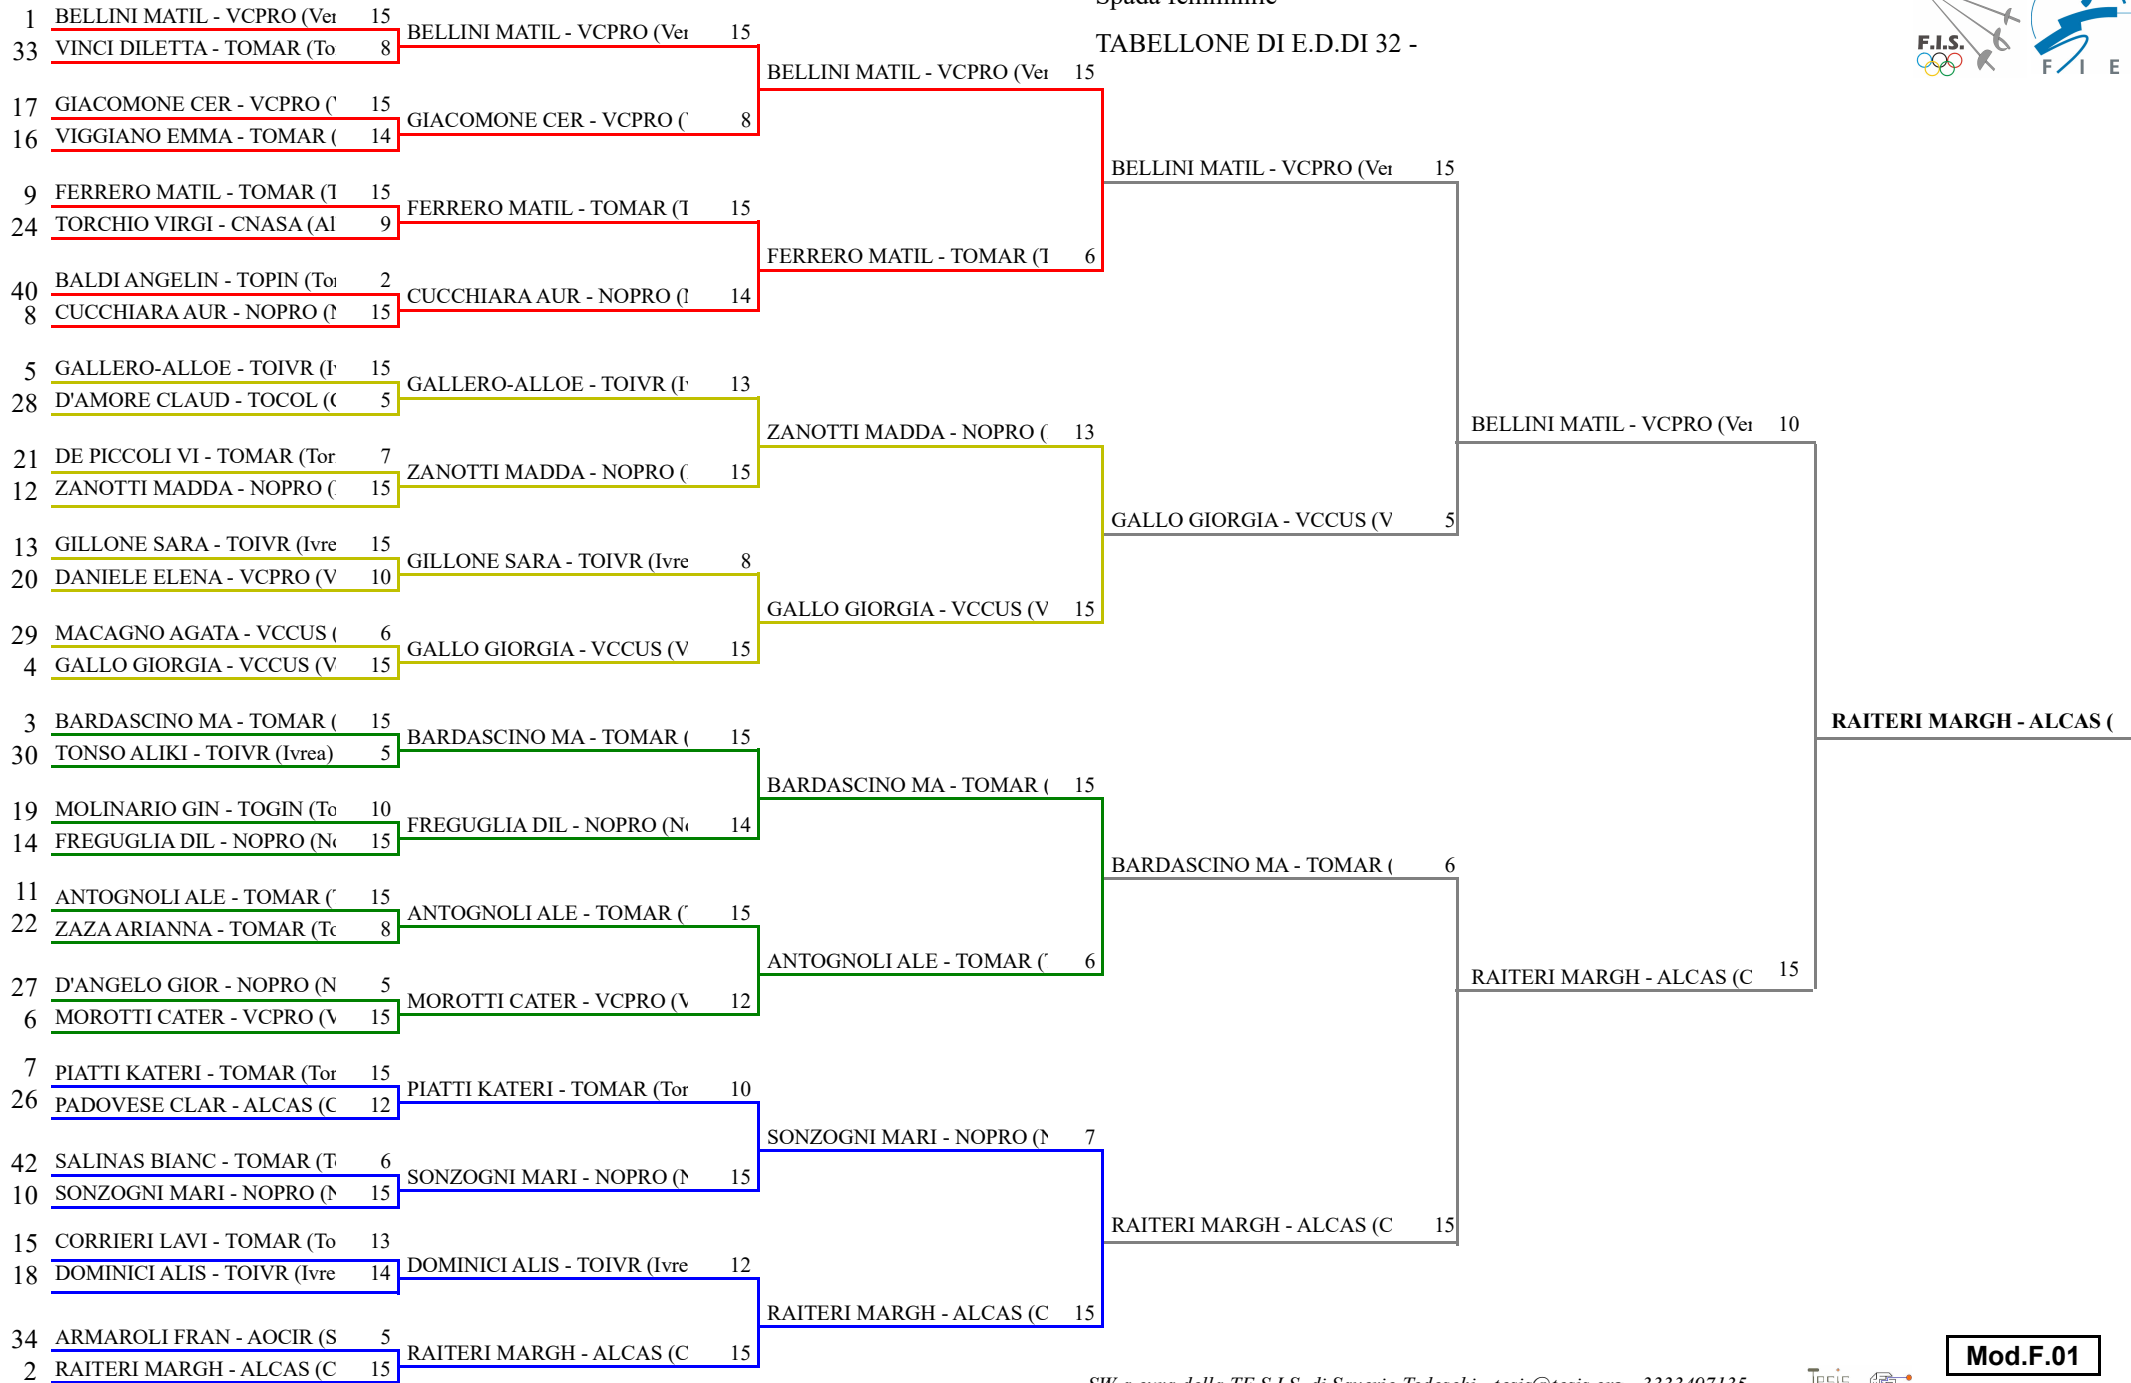 Spada femminile
TABELLONE DI E.D.DI 32 -
F.I.S.
F I E
1 BELLINI MATIL - VCPRO (Ver 15
33 VINCI DILETTA - TOMAR (To 8
17 GIACOMONE CER - VCPRO ( 15
16 VIGGIANO EMMA - TOMAR ( 14
9 FERRERO MATIL - TOMAR (T 15
24 TORCHIO VIRGI - CNASA (Al 9
40 BALDI ANGELIN - TOPIN (Tor 2
8 CUCCHIARA AUR - NOPRO (N 15
5 GALLERO-ALLOE - TOIVR (I 15
28 D'AMORE CLAUD - TOCOL (C 5
21 DE PICCOLI VI - TOMAR (Tor 7
12 ZANOTTI MADDA - NOPRO ( 15
13 GILLONE SARA - TOIVR (Ivre 15
20 DANIELE ELENA - VCPRO (V 10
29 MACAGNO AGATA - VCCUS ( 6
4 GALLO GIORGIA - VCCUS (V 15
3 BARDASCINO MA - TOMAR ( 15
30 TONSO ALIKI - TOIVR (Ivrea) 5
19 MOLINARIO GIN - TOGIN (To 10
14 FREGUGLIA DIL - NOPRO (No 15
11 ANTOGNOLI ALE - TOMAR ( 15
22 ZAZA ARIANNA - TOMAR (To 8
27 D'ANGELO GIOR - NOPRO (N 5
6 MOROTTI CATER - VCPRO (V 15
7 PIATTI KATERI - TOMAR (Tor 15
26 PADOVESE CLAR - ALCAS (C 12
42 SALINAS BIANC - TOMAR (T 6
10 SONZOGNI MARI - NOPRO (N 15
15 CORRIERI LAVI - TOMAR (To 13
18 DOMINICI ALIS - TOIVR (Ivre 14
34 ARMAROLI FRAN - AOCIR (S 5
2 RAITERI MARGH - ALCAS (C 15
BELLINI MATIL - VCPRO (Ver 15
GIACOMONE CER - VCPRO ( 8
FERRERO MATIL - TOMAR (T 15
CUCCHIARA AUR - NOPRO (N 14
GALLERO-ALLOE - TOIVR (I 13
ZANOTTI MADDA - NOPRO ( 15
GILLONE SARA - TOIVR (Ivre 8
GALLO GIORGIA - VCCUS (V 15
BARDASCINO MA - TOMAR ( 15
FREGUGLIA DIL - NOPRO (No 14
ANTOGNOLI ALE - TOMAR ( 15
MOROTTI CATER - VCPRO (V 12
PIATTI KATERI - TOMAR (Tor 10
SONZOGNI MARI - NOPRO (N 15
DOMINICI ALIS - TOIVR (Ivre 12
RAITERI MARGH - ALCAS (C 15
BELLINI MATIL - VCPRO (Ver 15
FERRERO MATIL - TOMAR (T 6
ZANOTTI MADDA - NOPRO ( 13
GALLO GIORGIA - VCCUS (V 15
BARDASCINO MA - TOMAR ( 15
ANTOGNOLI ALE - TOMAR ( 6
SONZOGNI MARI - NOPRO (N 7
RAITERI MARGH - ALCAS (C 15
BELLINI MATIL - VCPRO (Ver 15
GALLO GIORGIA - VCCUS (V 5
BARDASCINO MA - TOMAR ( 6
RAITERI MARGH - ALCAS (C 15
BELLINI MATIL - VCPRO (Ver 10
RAITERI MARGH - ALCAS (C 15
RAITERI MARGH - ALCAS (
SW a cura della TE.S.I.S. di Saverio Tedeschi - tesis@tesis.org - 3333497135
Tesis
Mod.F.01